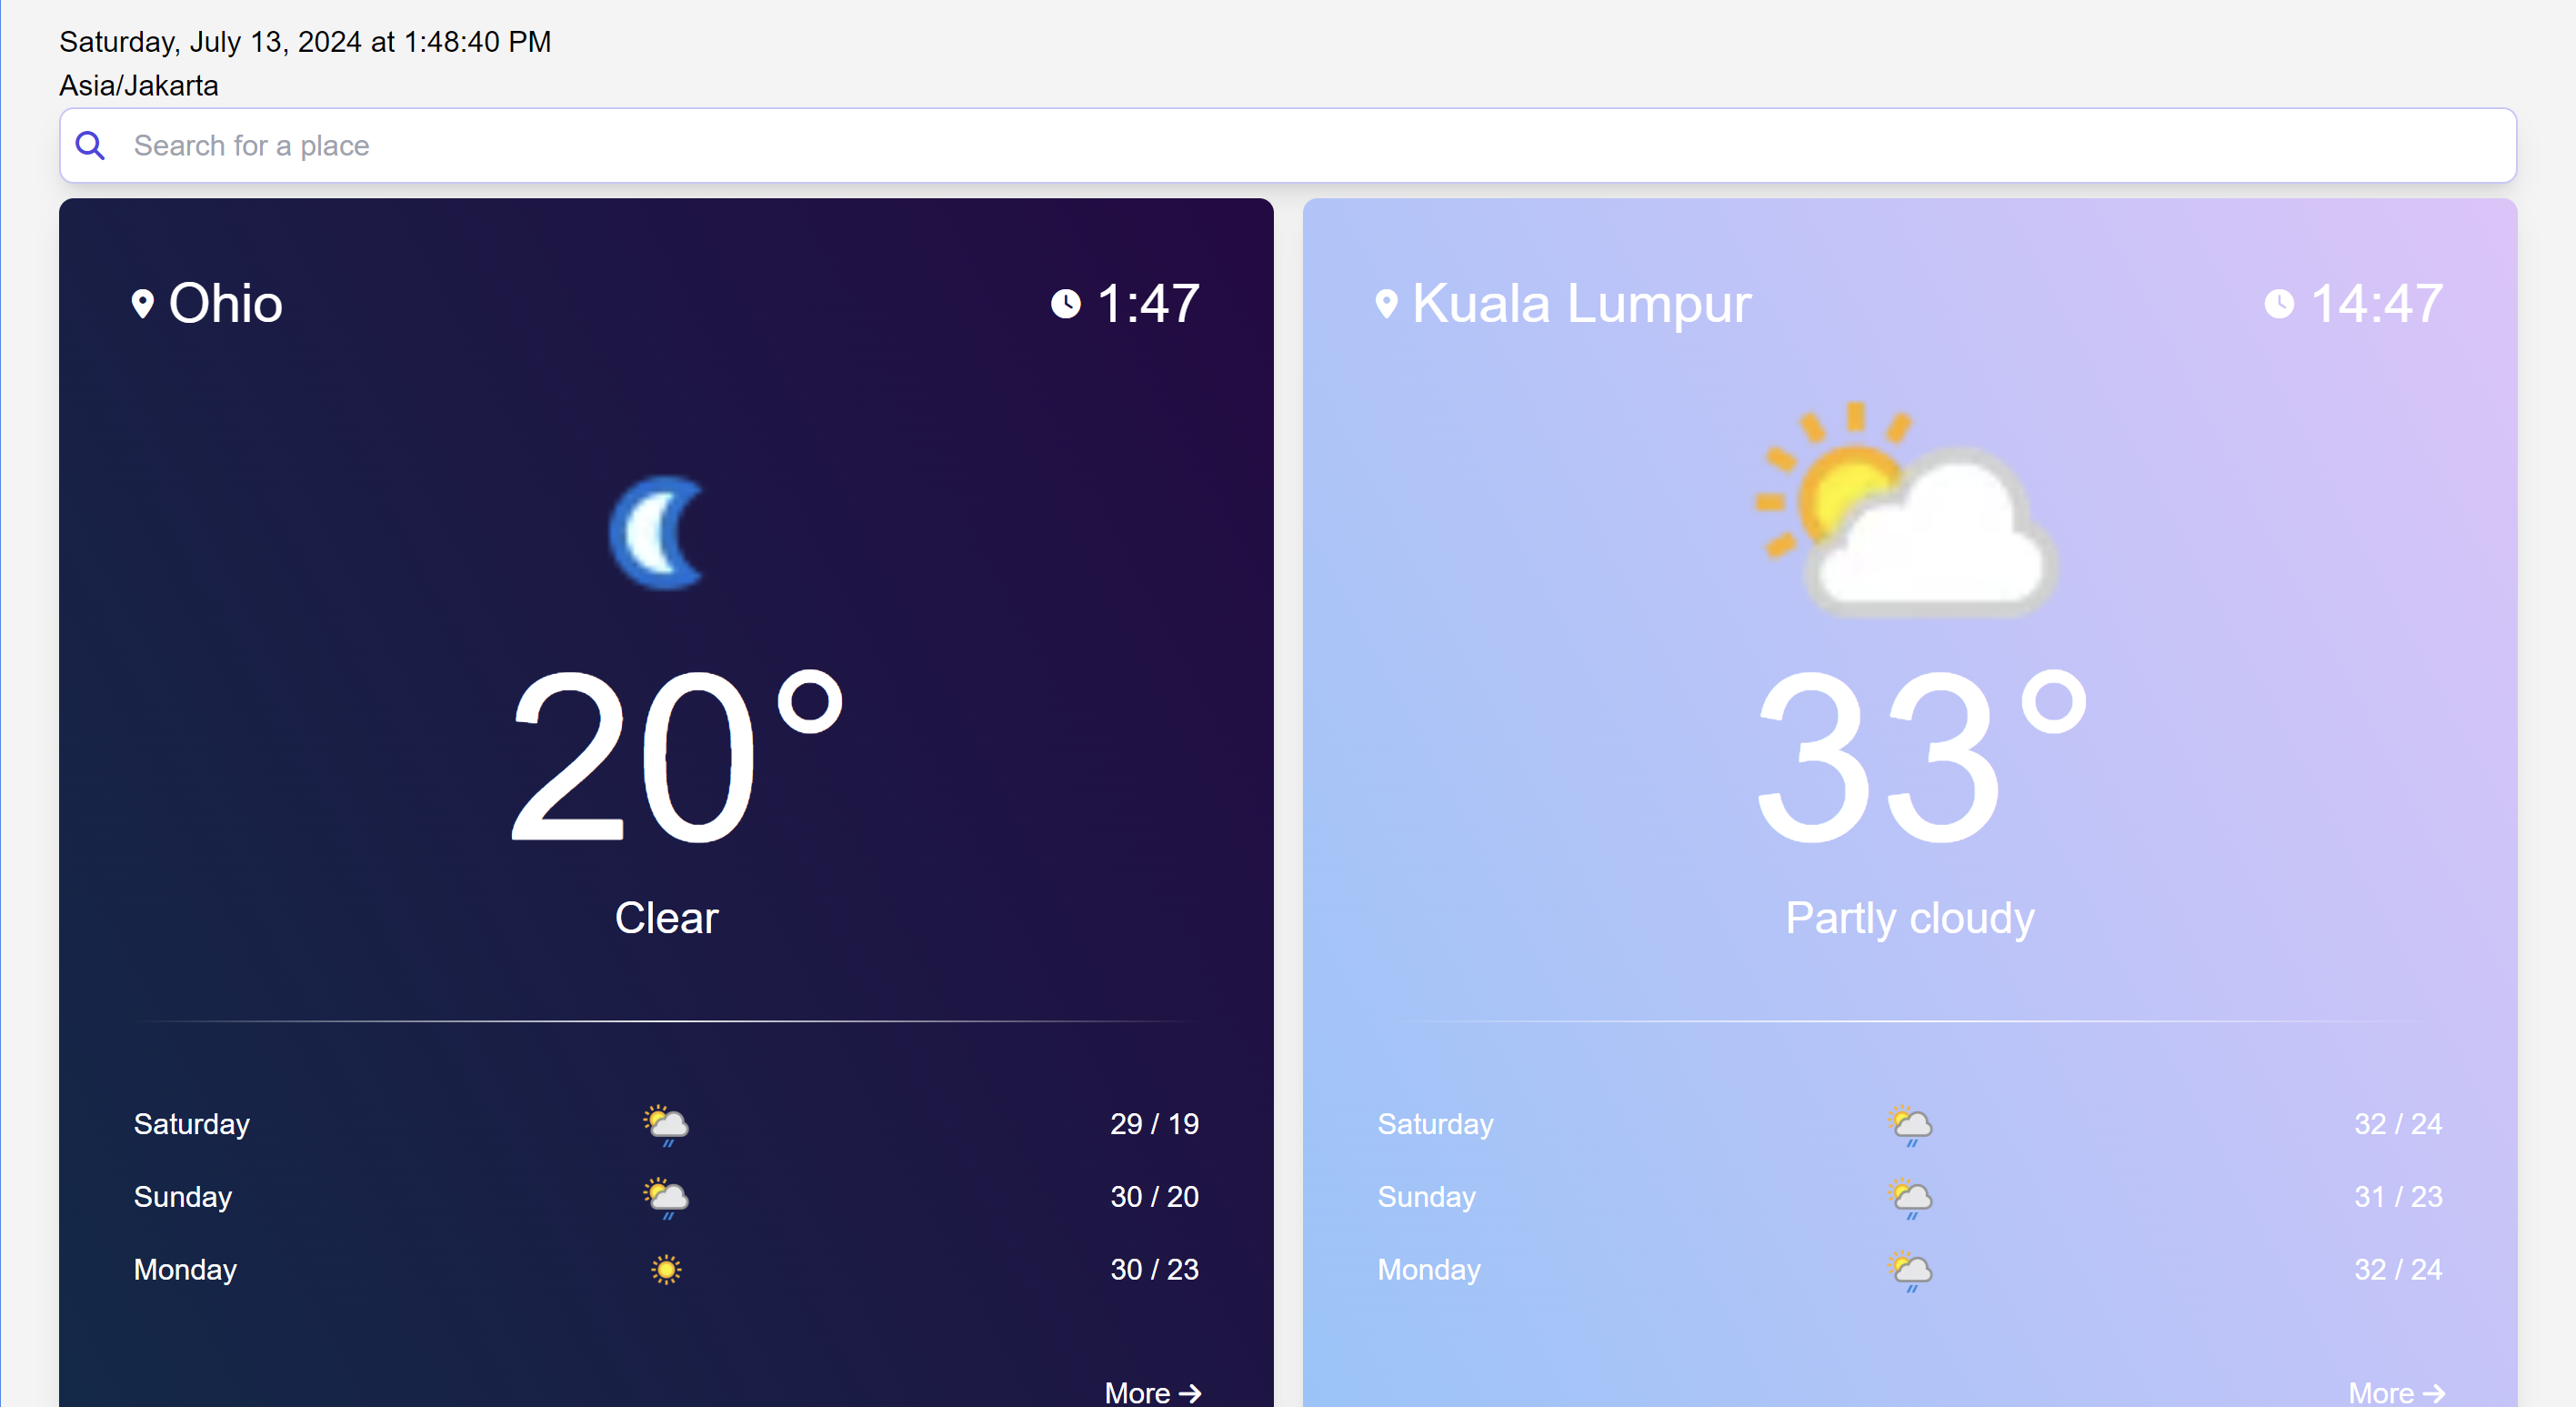 Saturday, July 13, 2024 at 1:48:40 PM
Asia/Jakarta
Search for a place
Ohio
1:47
20°
Clear
Saturday
29 / 19
Sunday
30 / 20
Monday
30 / 23
More →
Kuala Lumpur
14:47
33°
Partly cloudy
Saturday
32 / 24
Sunday
31 / 23
Monday
32 / 24
More →